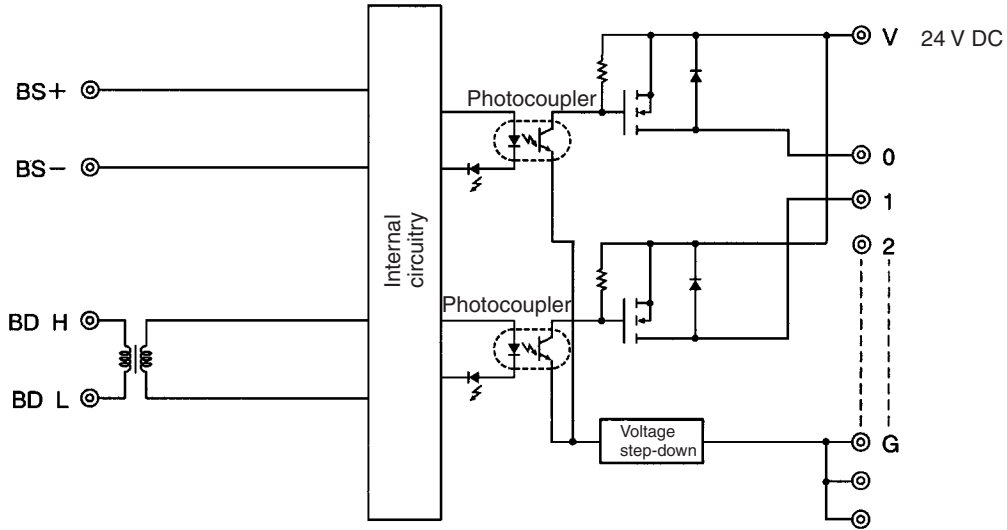 V 24 V DC
BS+
Photocoupler
BS−
0
1
Internal
circuitry
2
BD H
Photocoupler
BD L
Voltage
step-down
G